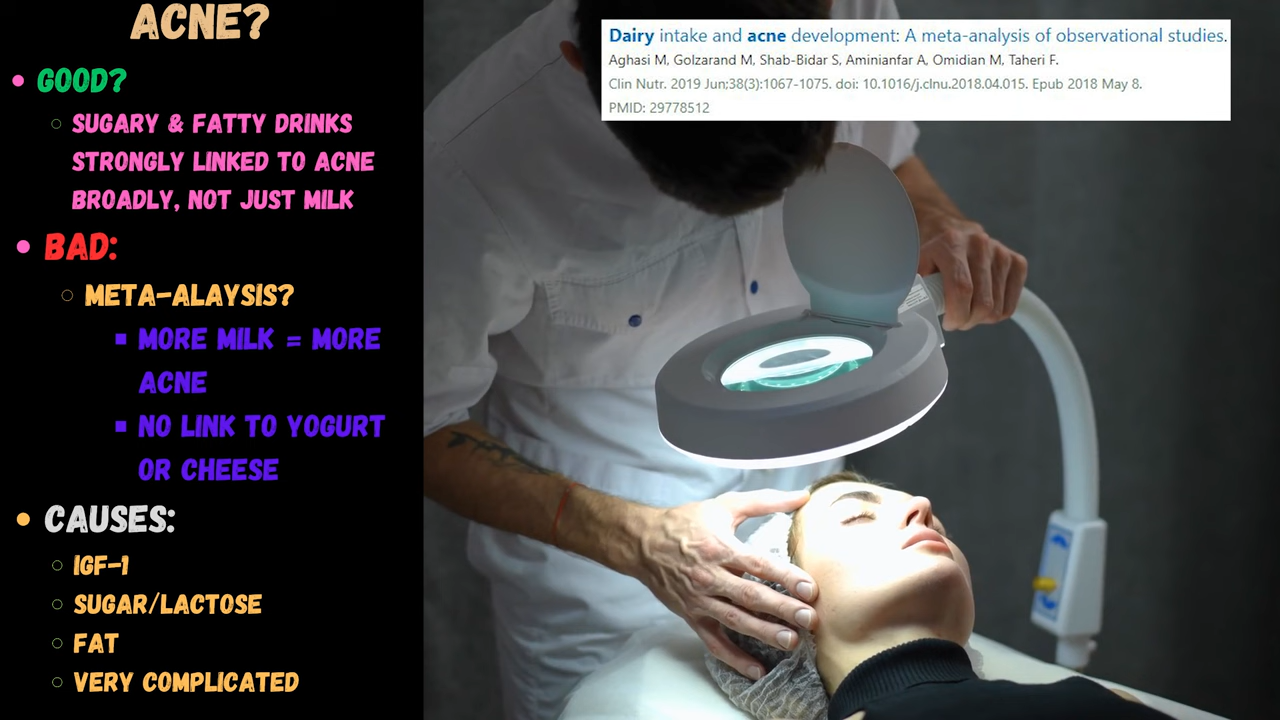 ACNE?
GOOD?
SUGARY & FATTY DRINKS
STRONGLY LINKED TO ACNE
BROADLY, NOT JUST MILK
BAD:
META-ALAYSIS?
MORE MILK = MORE
ACNE
NO LINK TO YOGURT
OR CHEESE
CAUSES:
IGF-1
SUGAR/LACTOSE
FAT
VERY COMPLICATED
Dairy intake and acne development: A meta-analysis of observational studies.
Aghasi M, Golzarand M, Shab-Bidar S, Aminianfar A, Omidian M, Taheri F.
Clin Nutr. 2019 Jun;38(3):1067-1075. doi: 10.1016/j.clnu.2018.04.015. Epub 2018 May 8.
PMID: 29778512